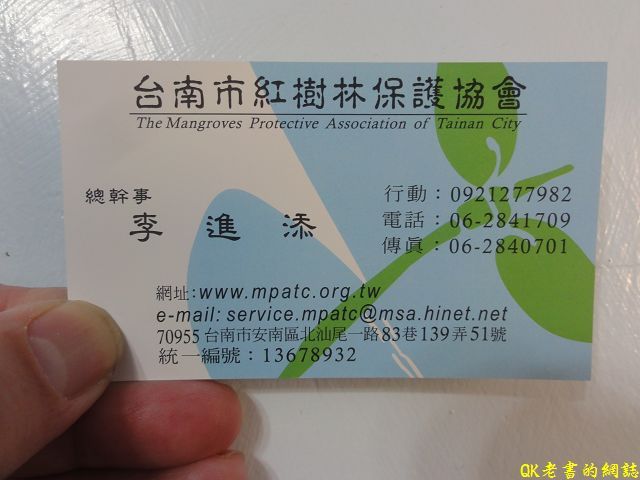 台南市紅樹林保護協會
The Mangroves Protective Association of Tainan City
總幹事
李進添
行動：0921277982
電話：06-2841709
傳眞：06-2840701
網址:www.mpatc.org.tw
e-mail: service.mpatc@msa.hinet.net
70955 台南市安南區北汕尾一路83巷139弄51號
統一編號：13678932
QK老書的網誌